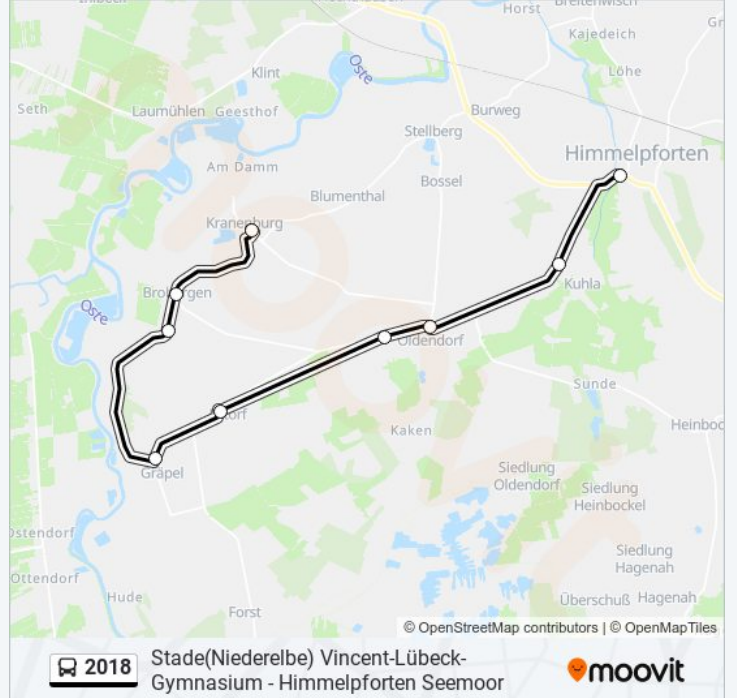 Horst
Kajedeich
Klint
Oste
Löhe
Seth
Laumühlen
Geesthof
Burweg
Stellberg
Himmelpforten
Am Damm
Bossel
Blumenthal
Kranenburg
Kuhla
Oste
Oldendorf
Sunde
Kaken
Heinboc
Gräpel
Siedlung
Oldendorf
Siedlung
Heinbockel
Ostendorf
Siedlung
Hagenah
Ottendorf
Hude
Überschuß
Hagenah
Forst
© OpenStreetMap contributors | © OpenMapTiles
2018
Stade(Niederelbe) Vincent-Lübeck-
Gymnasium - Himmelpforten Seemoor
moovit